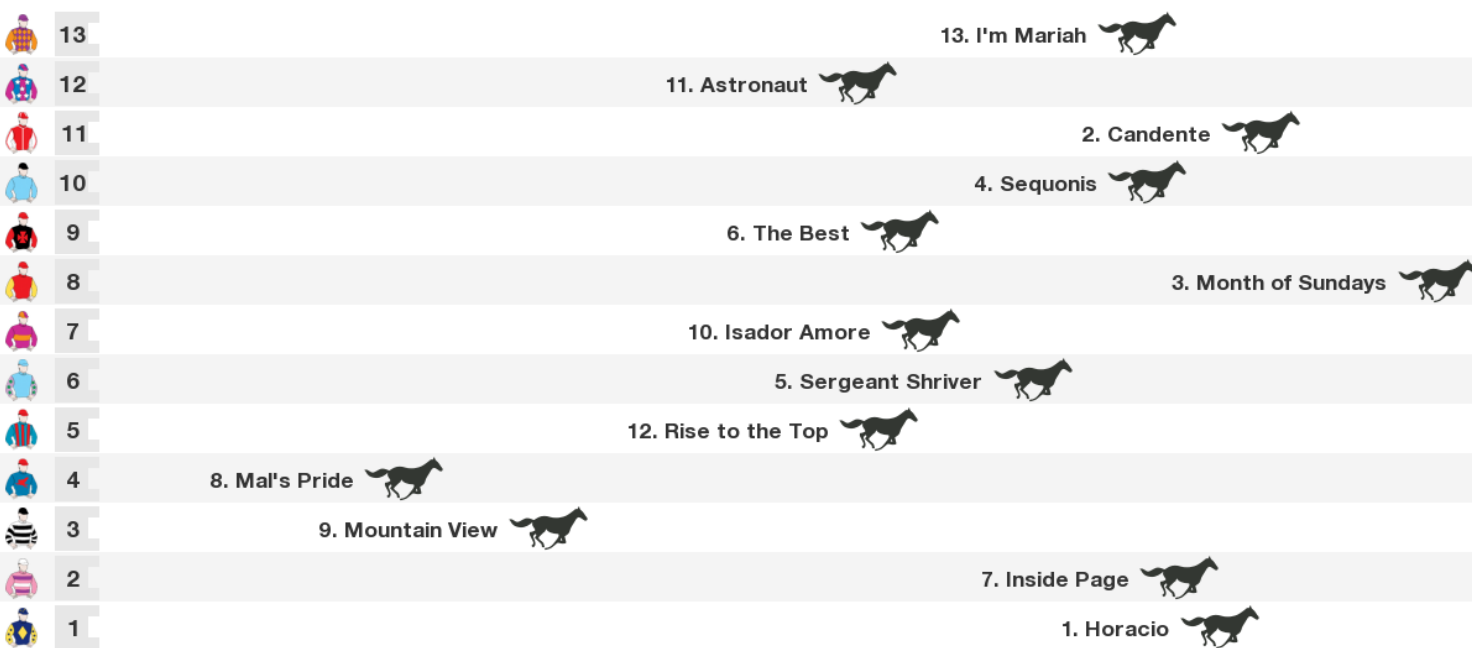 13 13. I'm Mariah
12 11. Astronaut
11 2. Candente
10 4. Sequonis
9 6. The Best
8 3. Month of Sundays
7 10. Isador Amore
6 5. Sergeant Shriver
5 12. Rise to the Top
4 8. Mal's Pride
3 9. Mountain View
2 7. Inside Page
1 1. Horacio